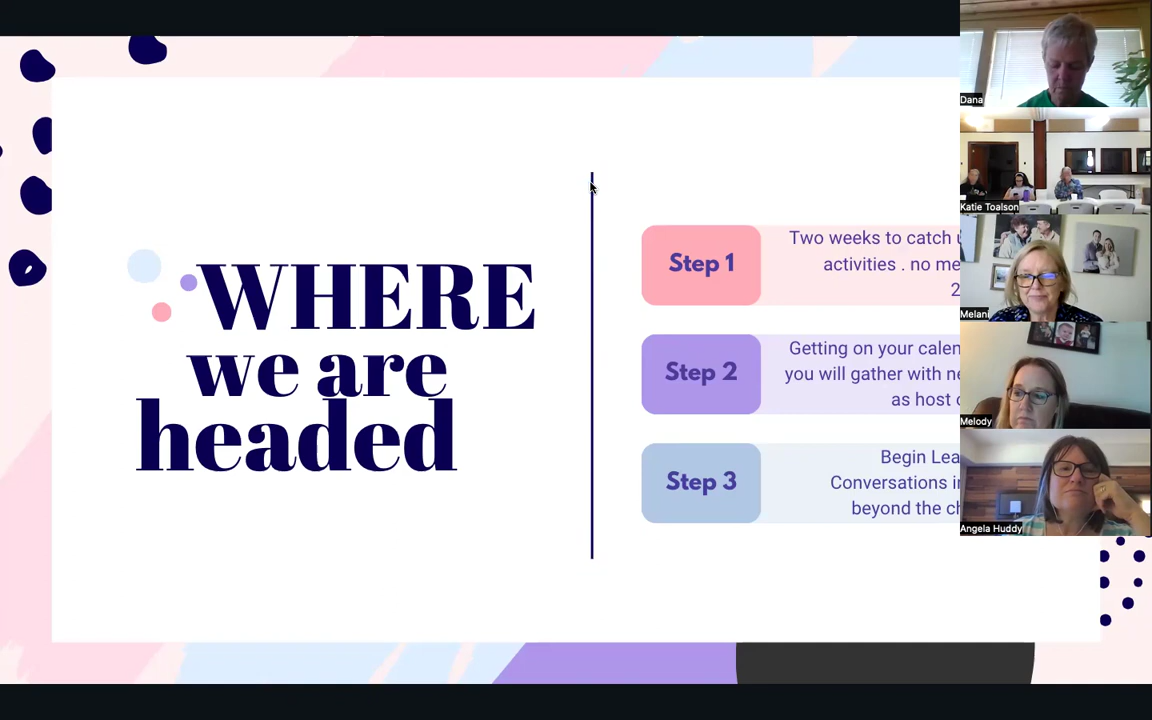 WHERE
we are
headed
Step 1
Two weeks to catch
activities . no me
2
Step 2
Getting on your calen
you will gather with ne
as host
Step 3
Begin Lea
Conversations in
beyond the ch
Dana
Katie Toalson
Melani
Melody
Angela Huddy